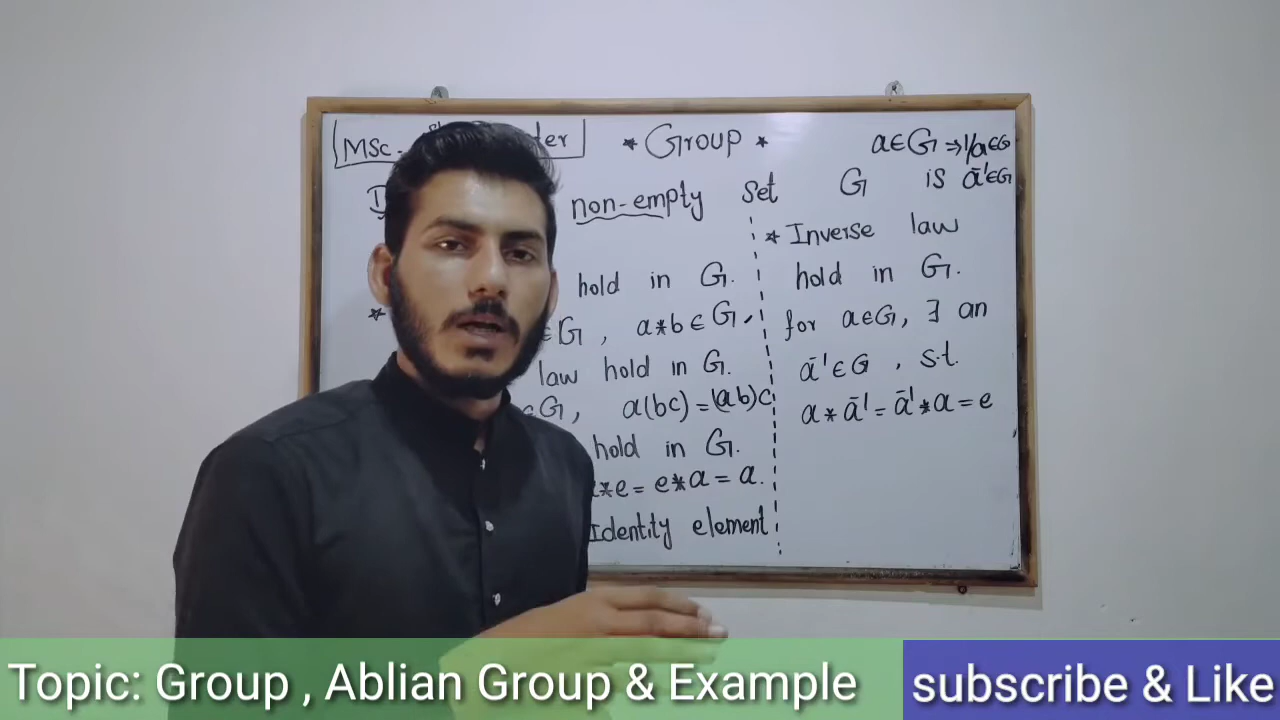 MSc.
* Group *
a∈G ⇒ 1/a∈G
non-empty set G is a⁻¹∈G
hold in G.
* ∈G, a*b∈G,
law hold in G.
G, a(bc)=(ab)c
hold in G.
*e = e*a = a.
Identity element
* Inverse law
hold in G.
for a∈G, ∃ an
a⁻¹∈G, s.t.
a*a⁻¹ = a⁻¹*a = e
Topic: Group , Ablian Group & Example
subscribe & Like